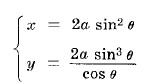 x = 2a sin² θ
y = 2a sin³ θ / cos θ